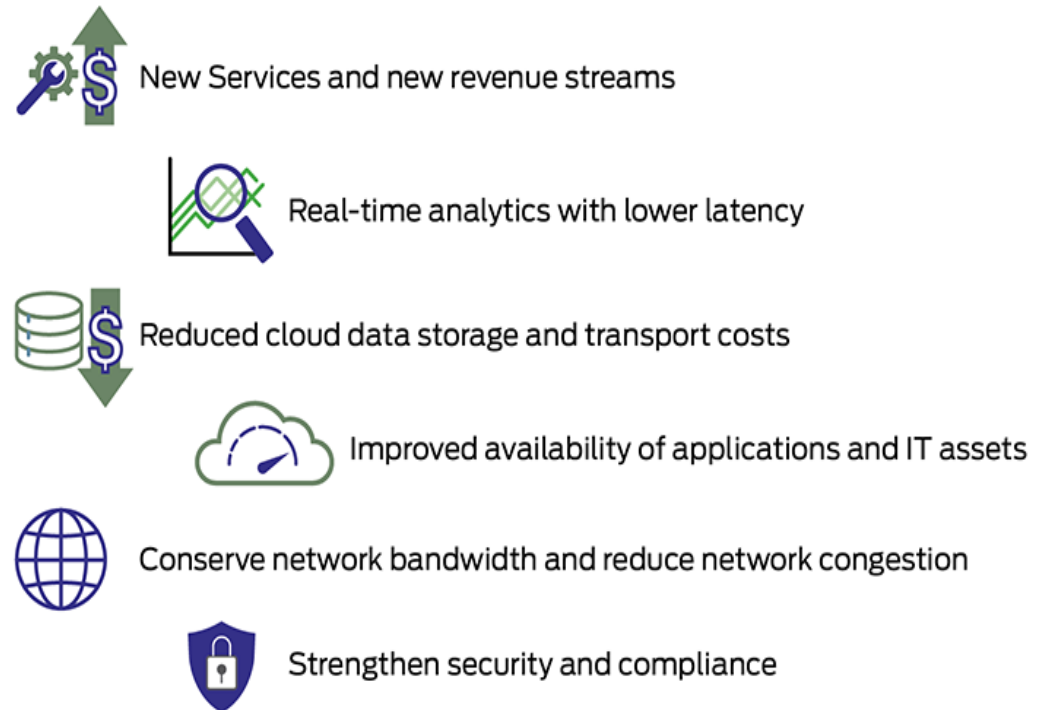 $ New Services and new revenue streams
Real-time analytics with lower latency
$ Reduced cloud data storage and transport costs
Improved availability of applications and IT assets
Conserve network bandwidth and reduce network congestion
Strengthen security and compliance